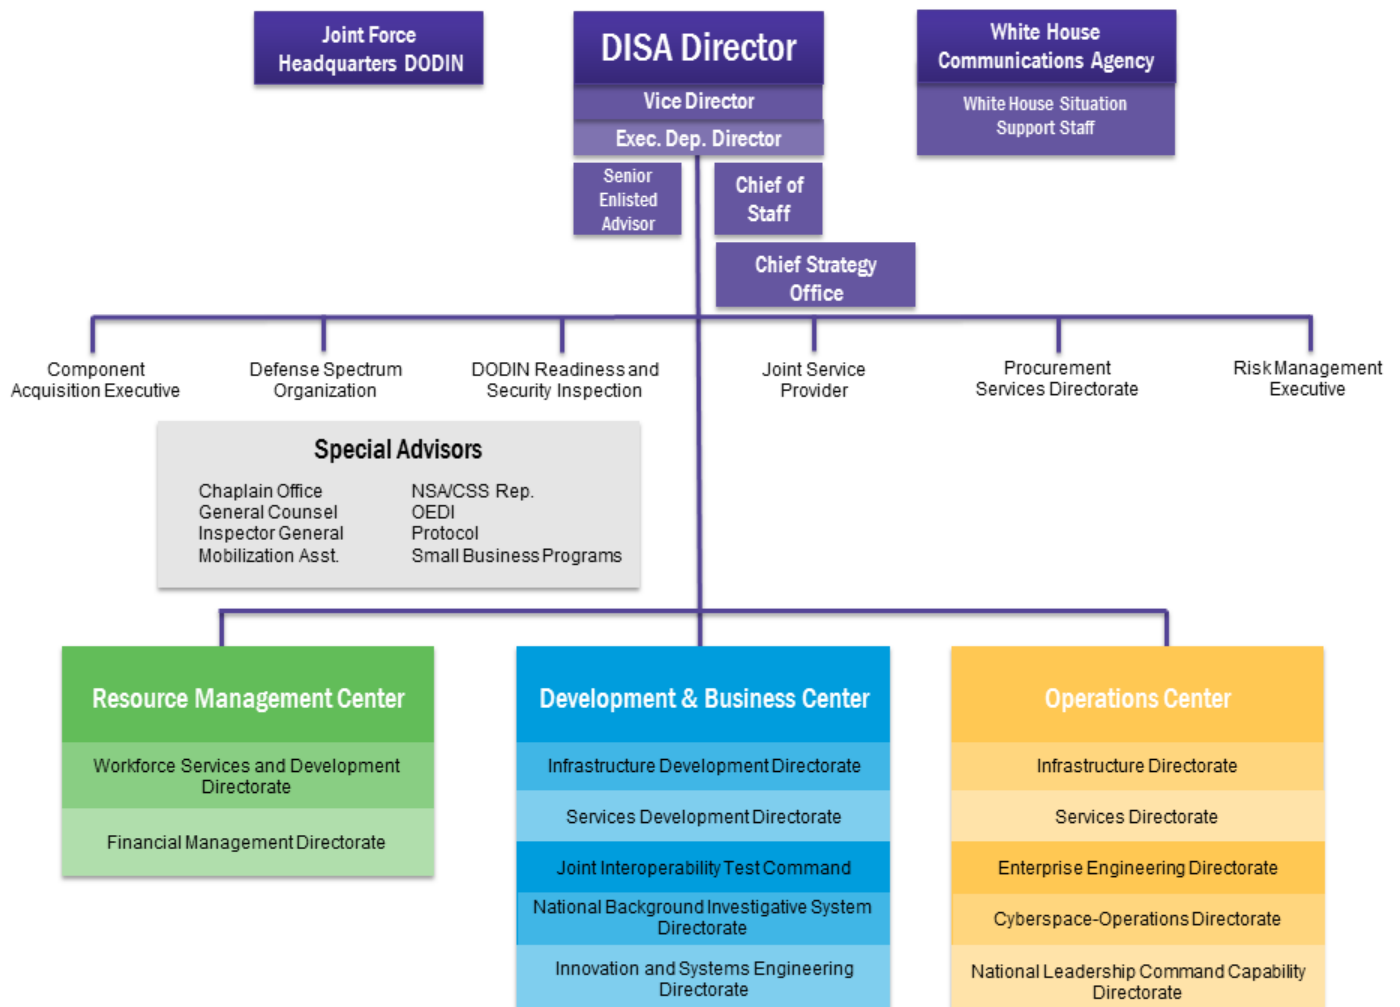 Joint Force
Headquarters DODIN
DISA Director
Vice Director
Exec. Dep. Director
White House
Communications Agency
White House Situation
Support Staff
Senior
Enlisted
Advisor
Chief of
Staff
Chief Strategy
Office
Component
Acquisition Executive
Defense Spectrum
Organization
DODIN Readiness and
Security Inspection
Joint Service
Provider
Procurement
Services Directorate
Risk Management
Executive
Special Advisors
Chaplain Office
General Counsel
Inspector General
Mobilization Asst.
NSA/CSS Rep.
OEDI
Protocol
Small Business Programs
Resource Management Center
Workforce Services and Development
Directorate
Financial Management Directorate
Development & Business Center
Infrastructure Development Directorate
Services Development Directorate
Joint Interoperability Test Command
National Background Investigative System
Directorate
Innovation and Systems Engineering
Directorate
Operations Center
Infrastructure Directorate
Services Directorate
Enterprise Engineering Directorate
Cyberspace-Operations Directorate
National Leadership Command Capability
Directorate